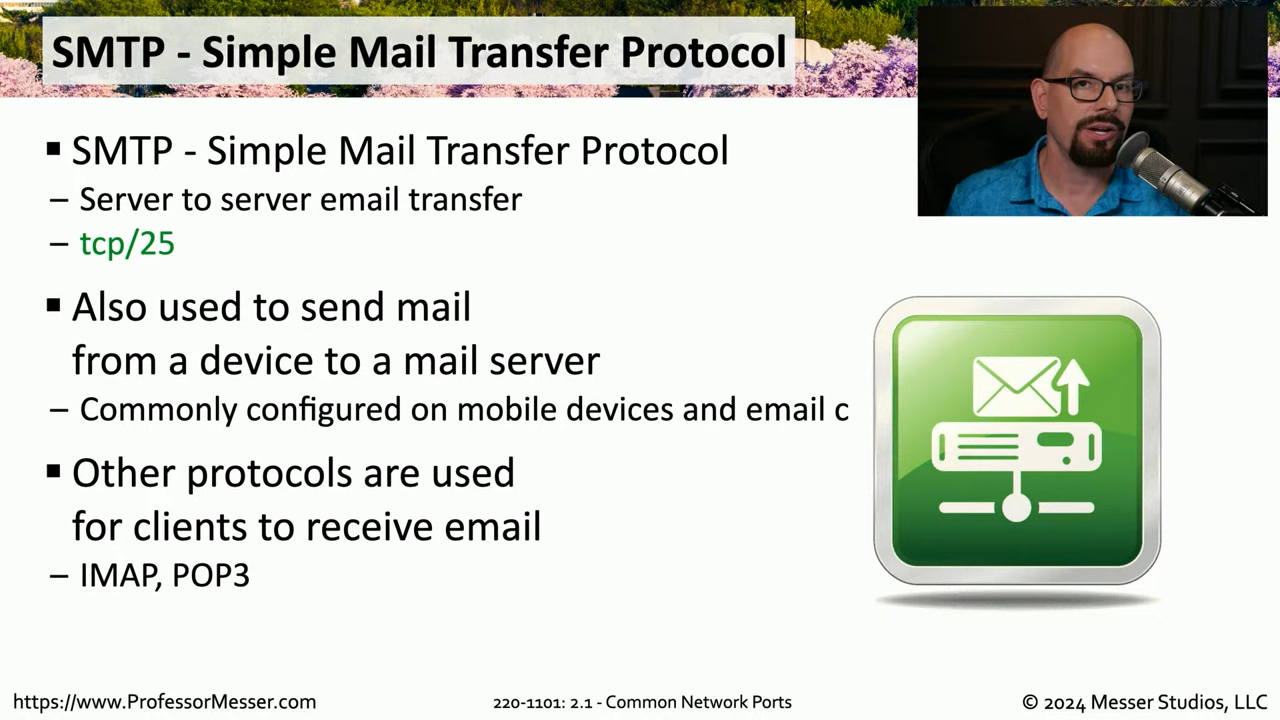 SMTP - Simple Mail Transfer Protocol
▪ SMTP - Simple Mail Transfer Protocol
– Server to server email transfer
– tcp/25
▪ Also used to send mail
from a device to a mail server
– Commonly configured on mobile devices and email c
▪ Other protocols are used
for clients to receive email
– IMAP, POP3
https://www.ProfessorMesser.com
220-1101: 2.1 - Common Network Ports
© 2024 Messer Studios, LLC